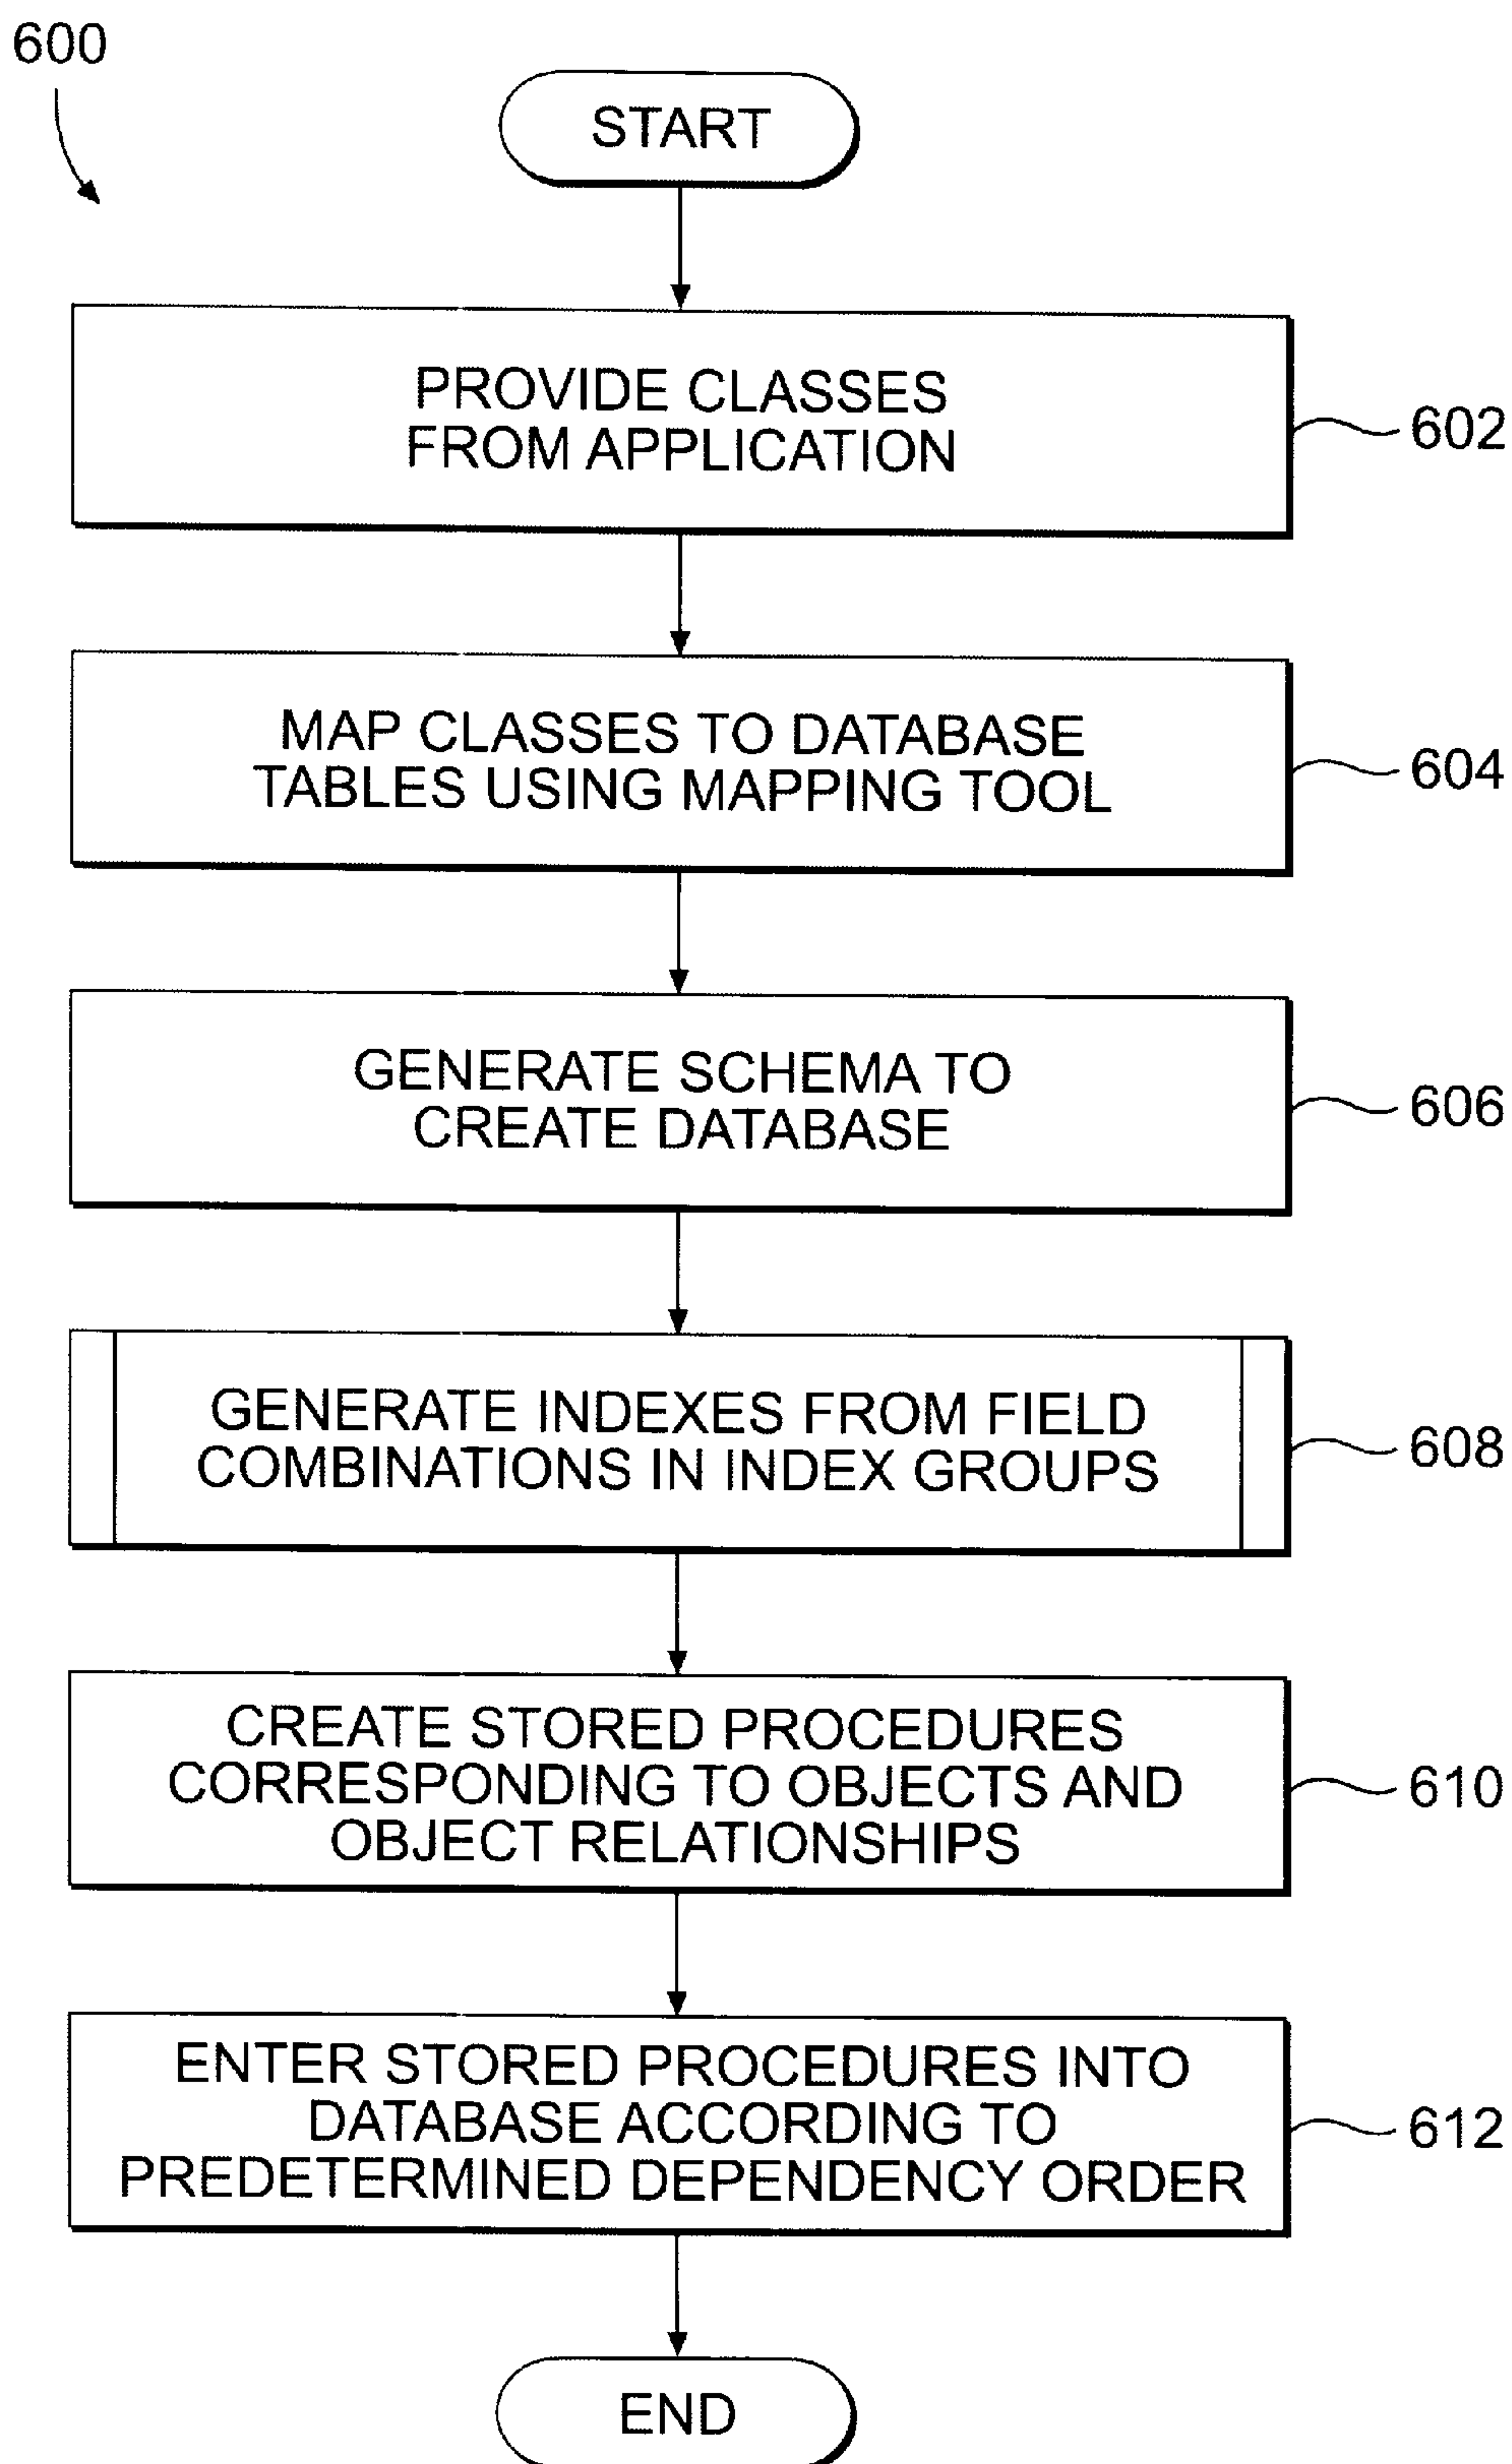 600
START
PROVIDE CLASSES
FROM APPLICATION
602
MAP CLASSES TO DATABASE
TABLES USING MAPPING TOOL
604
GENERATE SCHEMA TO
CREATE DATABASE
606
GENERATE INDEXES FROM FIELD
COMBINATIONS IN INDEX GROUPS
608
CREATE STORED PROCEDURES
CORRESPONDING TO OBJECTS AND
OBJECT RELATIONSHIPS
610
ENTER STORED PROCEDURES INTO
DATABASE ACCORDING TO
PREDETERMINED DEPENDENCY ORDER
612
END